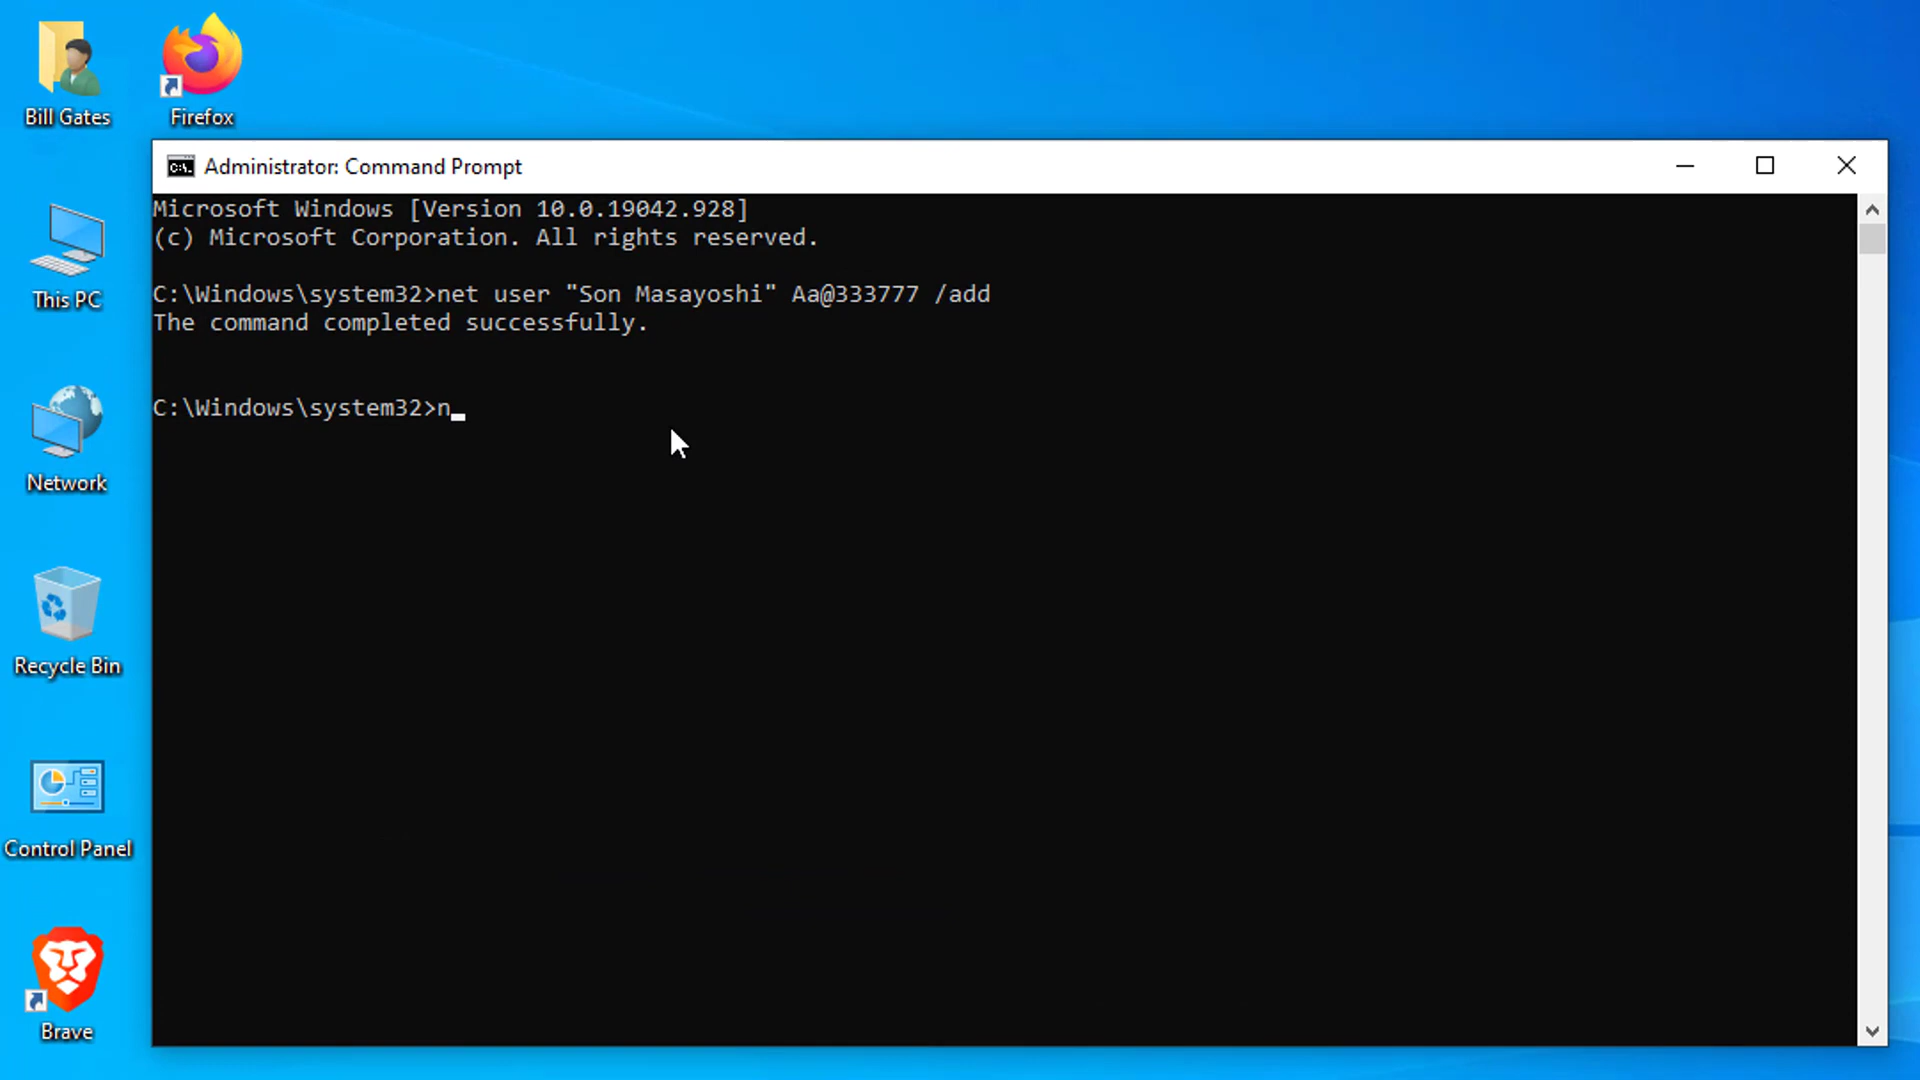 Bill Gates
Firefox
This PC
Network
Recycle Bin
Control Panel
Brave
Administrator: Command Prompt
Microsoft Windows [Version 10.0.19042.928]
(c) Microsoft Corporation. All rights reserved.
C:\Windows\system32>net user "Son Masayoshi" Aa@333777 /add
The command completed successfully.
C:\Windows\system32>n_